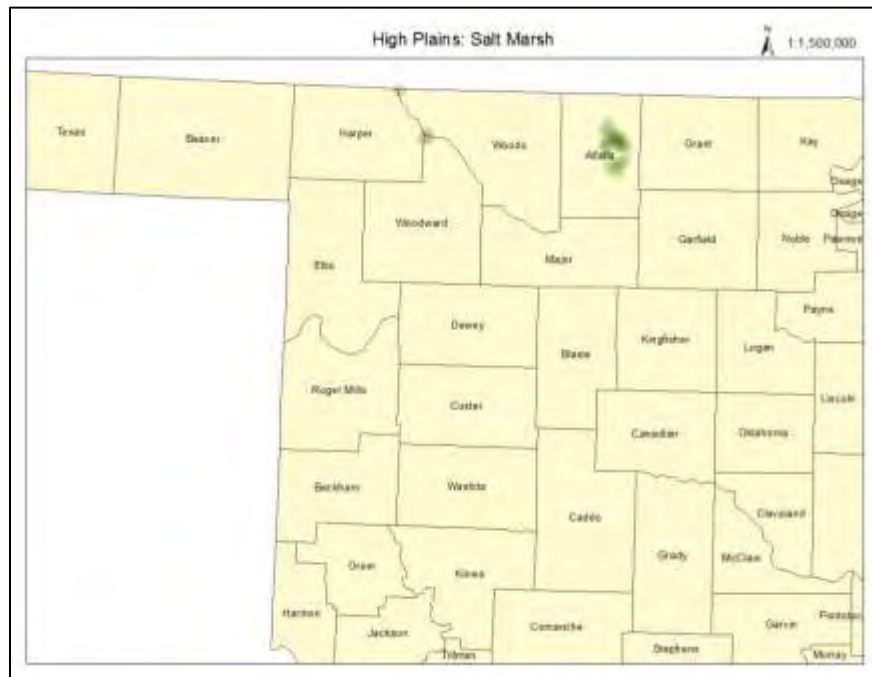 High Plains: Salt Marsh
N
1:1,500,000
Texas
Beaver
Harper
Woods
Alfalfa
Grant
Kay
Osage
Woodward
Ellis
Major
Garfield
Noble
Osage
Pawnee
Dewey
Blaine
Kingfisher
Logan
Payne
Roger Mills
Custer
Canadian
Oklahoma
Lincoln
Beckham
Washita
Caddo
Grady
Cleveland
McClain
Greer
Kiowa
Harmon
Jackson
Tillman
Comanche
Stephens
Garvin
Pontotoc
Murray